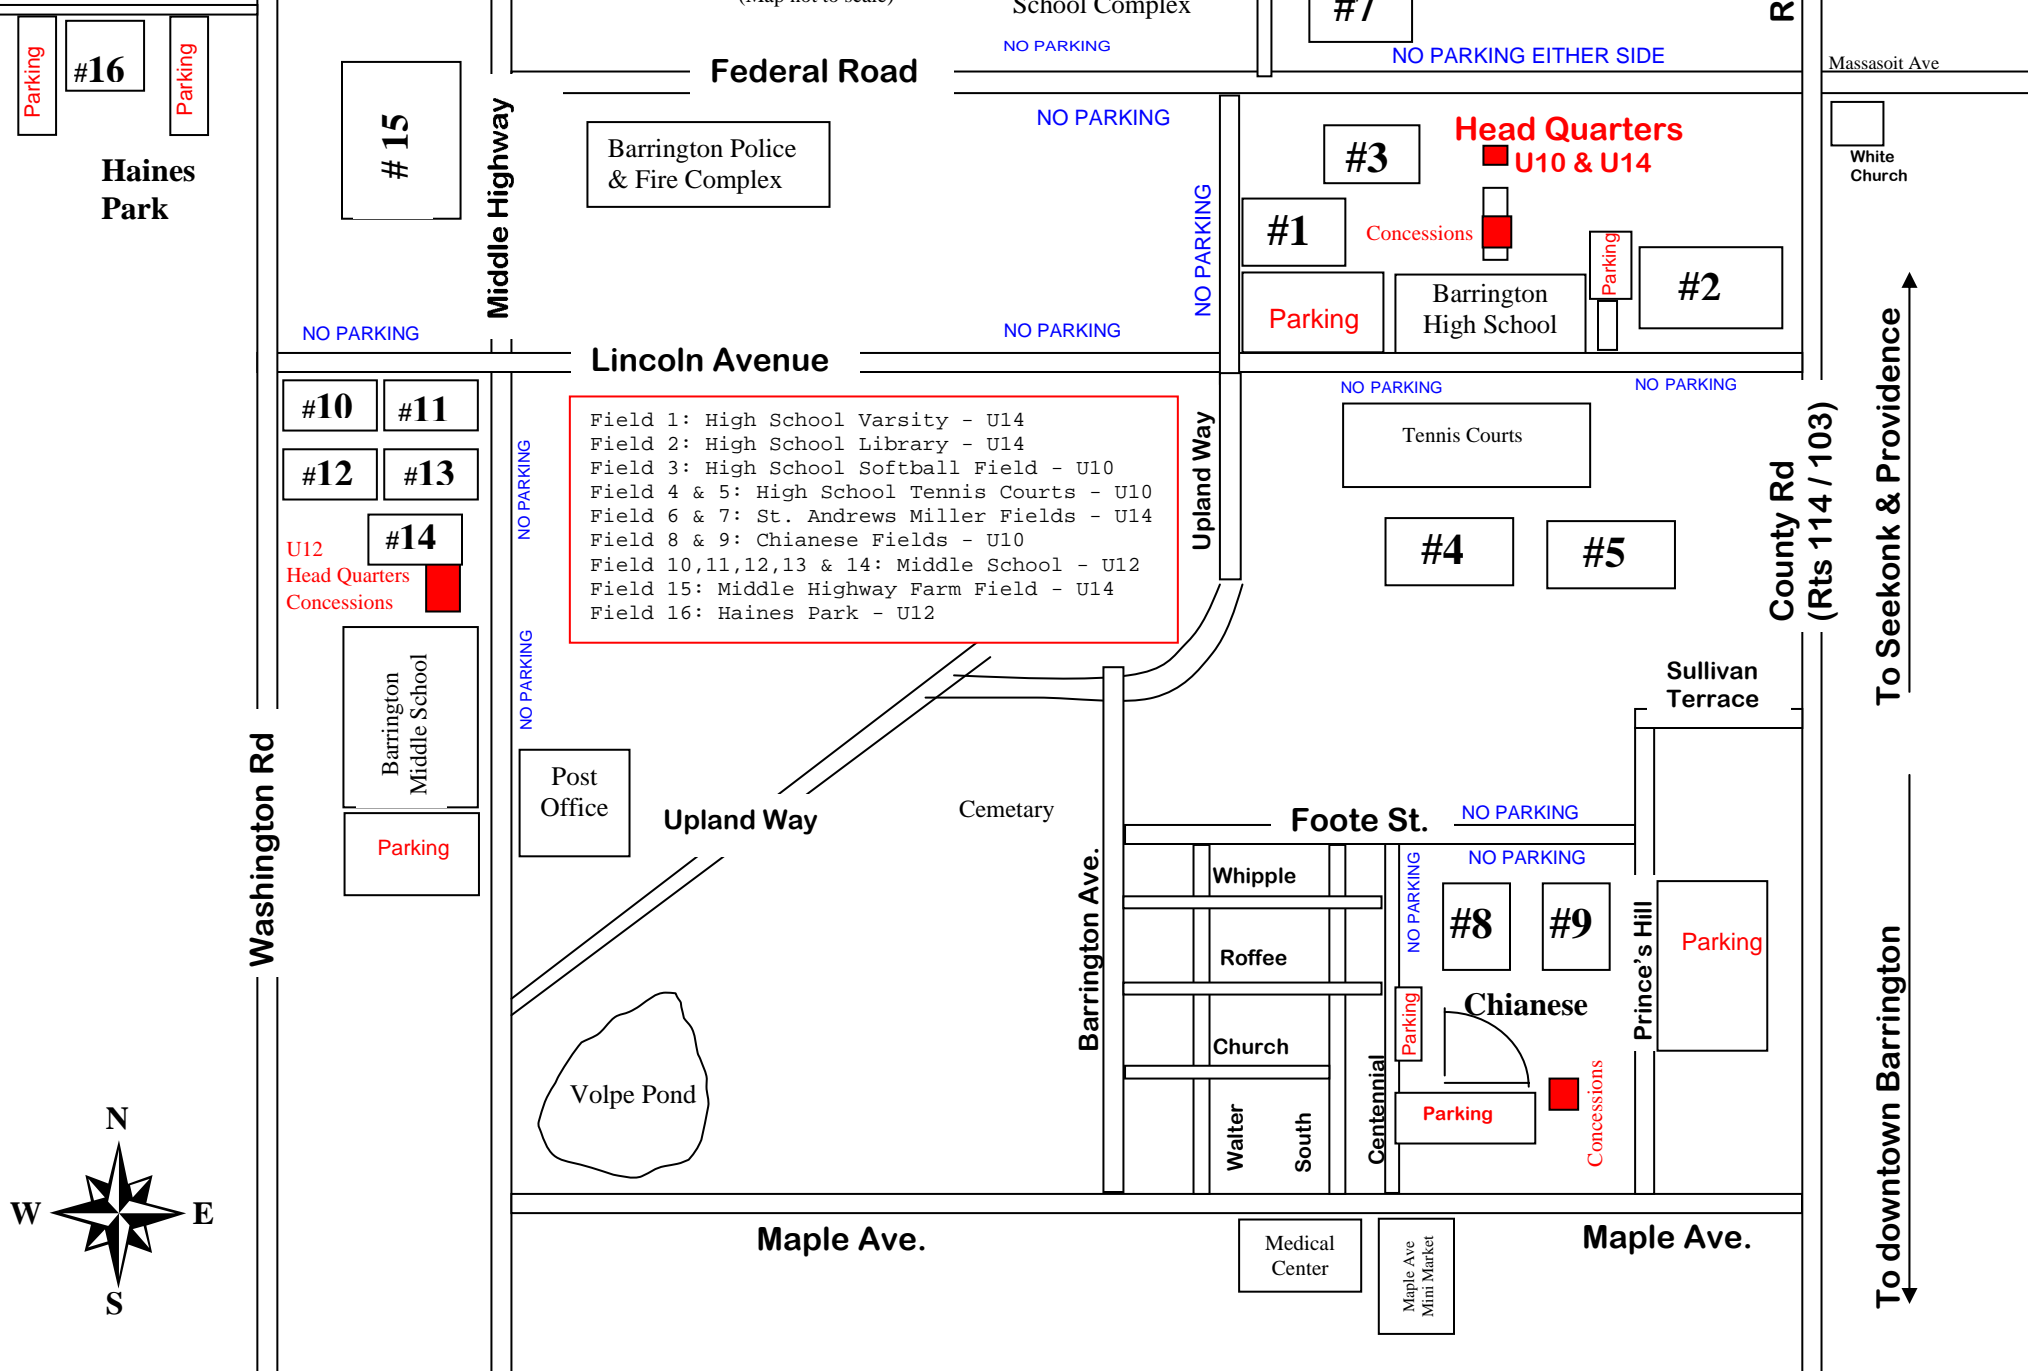 (Map not to scale)
School Complex
#7
R
NO PARKING
NO PARKING EITHER SIDE
Federal Road
Massasoit Ave
Parking
#16
Parking
Haines
Park
# 15
Middle Highway
Barrington Police
& Fire Complex
NO PARKING
NO PARKING
#3
Head Quarters
U10 & U14
White
Church
#1
Concessions
Parking
#2
Parking
Barrington
High School
NO PARKING
NO PARKING
Lincoln Avenue
NO PARKING
NO PARKING
#10
#11
#12
#13
#14
U12
Head Quarters
Concessions
NO PARKING
NO PARKING
Field 1: High School Varsity - U14
Field 2: High School Library - U14
Field 3: High School Softball Field - U10
Field 4 & 5: High School Tennis Courts - U10
Field 6 & 7: St. Andrews Miller Fields - U14
Field 8 & 9: Chianese Fields - U10
Field 10,11,12,13 & 14: Middle School - U12
Field 15: Middle Highway Farm Field - U14
Field 16: Haines Park - U12
Upland Way
Tennis Courts
#4
#5
County Rd
(Rts 114 / 103)
To Seekonk & Providence
Sullivan
Terrace
Barrington
Middle School
Parking
Washington Rd
Post
Office
Upland Way
Cemetary
Foote St.
NO PARKING
NO PARKING
NO PARKING
Barrington Ave.
Whipple
Roffee
Church
Walter
South
Centennial
#8
#9
Chianese
Parking
Parking
Concessions
Prince's Hill
Parking
To downtown Barrington
Volpe Pond
N
W
E
S
Maple Ave.
Maple Ave.
Medical
Center
Maple Ave
Mini Market